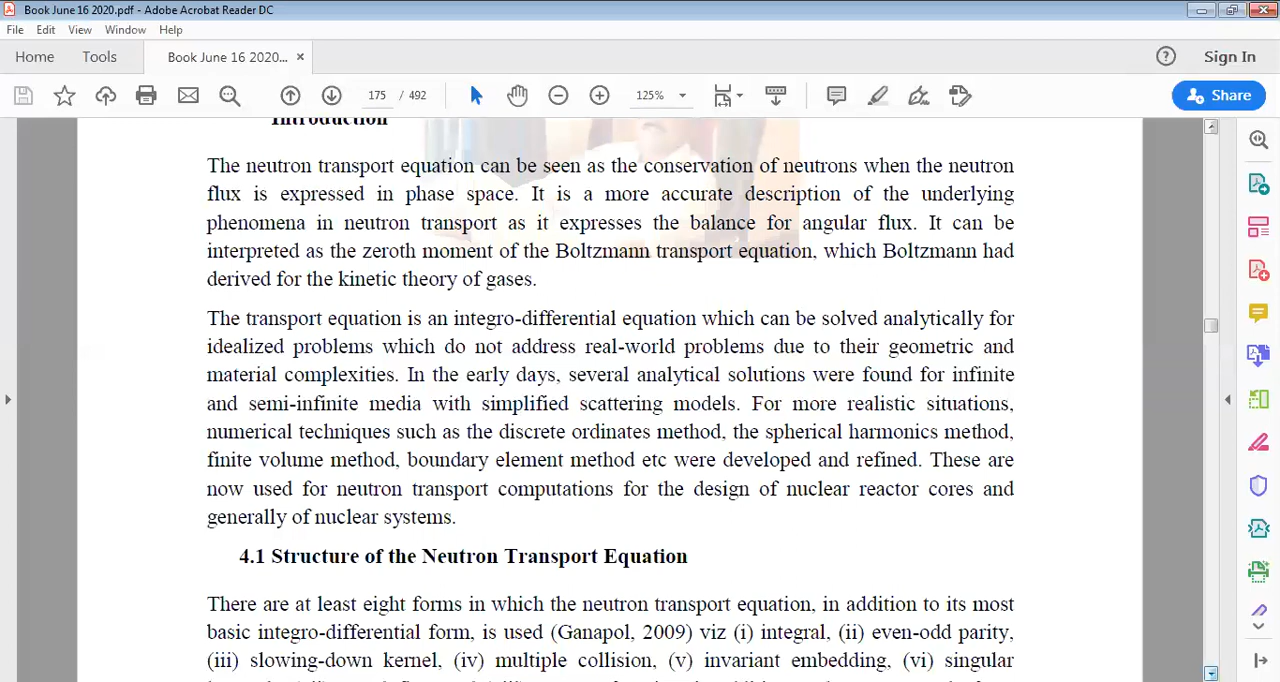 Book June 16 2020.pdf - Adobe Acrobat Reader DC
File Edit View Window Help
Home Tools Book June 16 2020... ×
Sign In
175 / 492 125% Share
Introduction
The neutron transport equation can be seen as the conservation of neutrons when the neutron
flux is expressed in phase space. It is a more accurate description of the underlying
phenomena in neutron transport as it expresses the balance for angular flux. It can be
interpreted as the zeroth moment of the Boltzmann transport equation, which Boltzmann had
derived for the kinetic theory of gases.
The transport equation is an integro-differential equation which can be solved analytically for
idealized problems which do not address real-world problems due to their geometric and
material complexities. In the early days, several analytical solutions were found for infinite
and semi-infinite media with simplified scattering models. For more realistic situations,
numerical techniques such as the discrete ordinates method, the spherical harmonics method,
finite volume method, boundary element method etc were developed and refined. These are
now used for neutron transport computations for the design of nuclear reactor cores and
generally of nuclear systems.
4.1 Structure of the Neutron Transport Equation
There are at least eight forms in which the neutron transport equation, in addition to its most
basic integro-differential form, is used (Ganapol, 2009) viz (i) integral, (ii) even-odd parity,
(iii) slowing-down kernel, (iv) multiple collision, (v) invariant embedding, (vi) singular